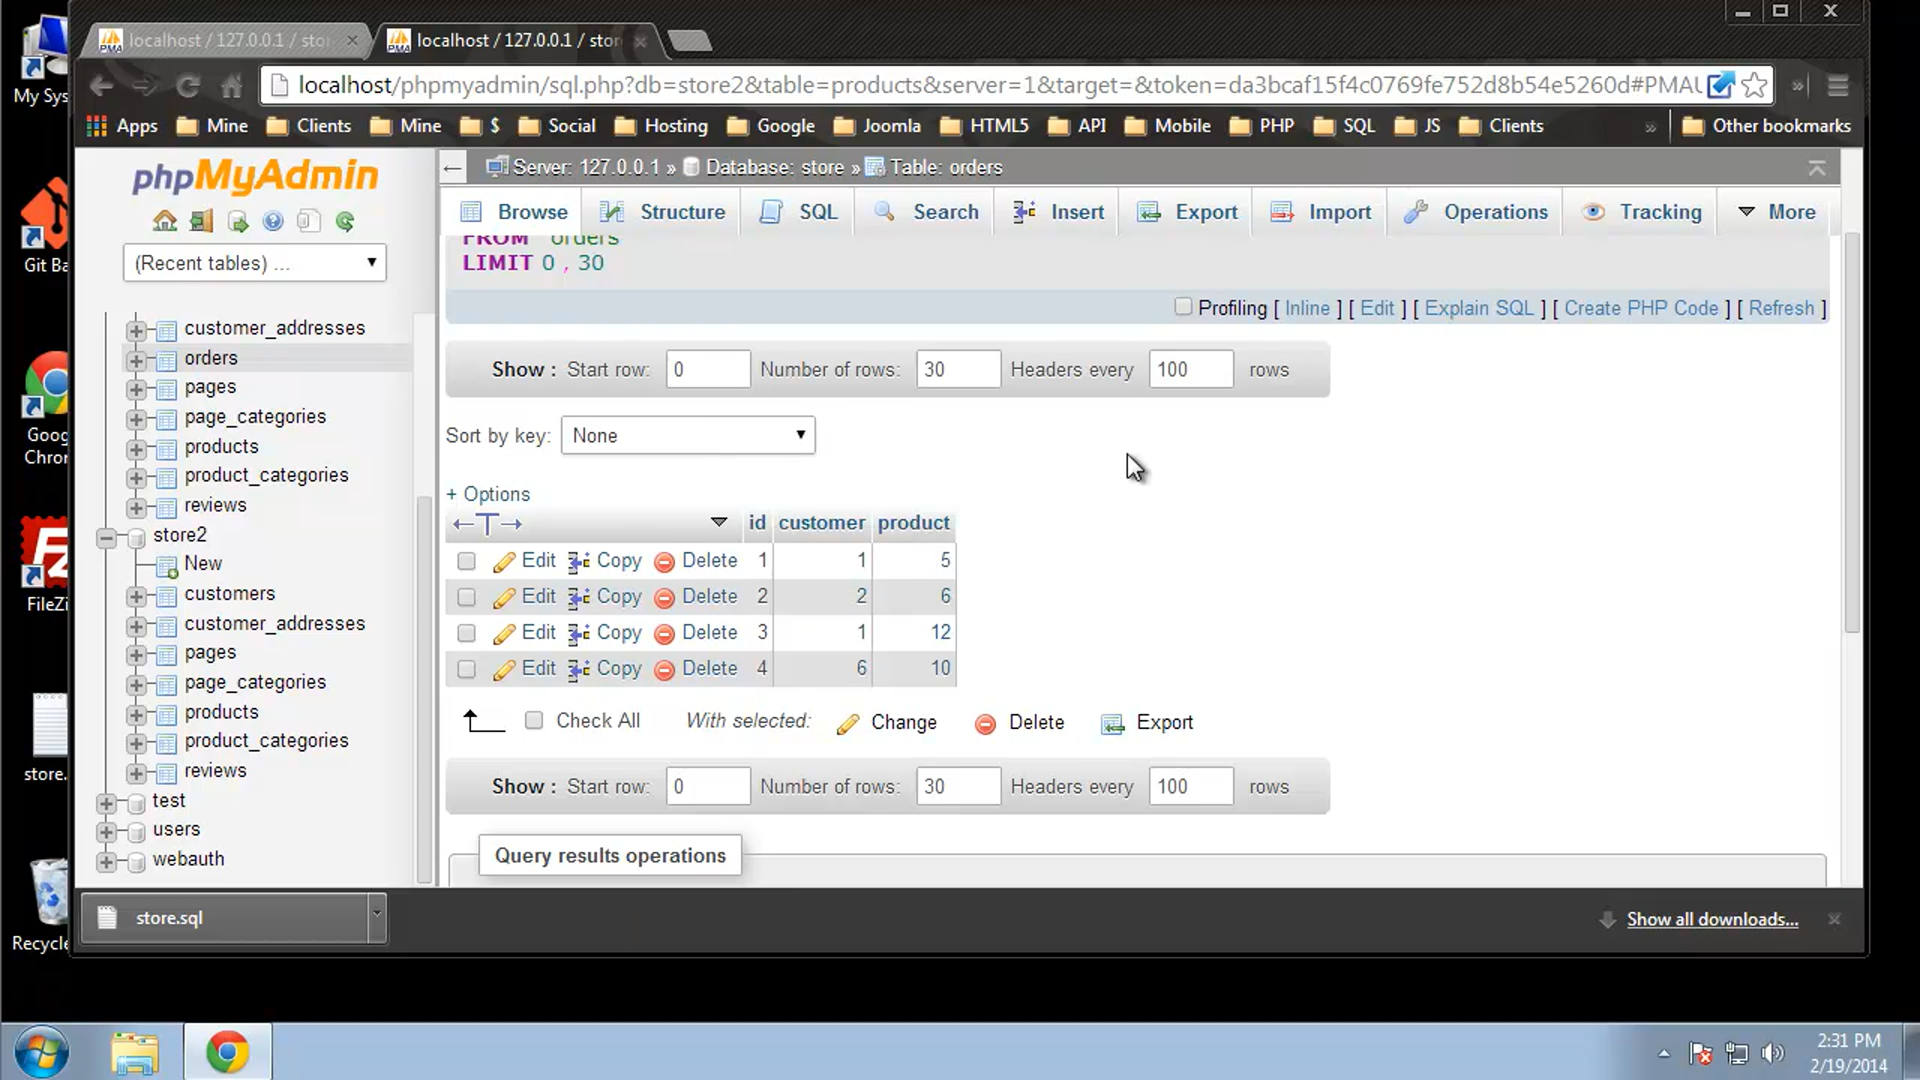 localhost / 127.0.0.1 / stor
localhost / 127.0.0.1 / stor
localhost/phpmyadmin/sql.php?db=store2&table=products&server=1&target=&token=da3bcaf15f4c0769fe752d8b54e5260d#PMAU
Apps Mine Clients Mine $ Social Hosting Google Joomla HTML5 API Mobile PHP SQL JS Clients » Other bookmarks
phpMyAdmin
(Recent tables) ...
customer_addresses
orders
pages
page_categories
products
product_categories
reviews
store2
New
customers
customer_addresses
pages
page_categories
products
product_categories
reviews
test
users
webauth
Server: 127.0.0.1 » Database: store » Table: orders
Browse Structure SQL Search Insert Export Import Operations Tracking More
FROM `orders`
LIMIT 0 , 30
Profiling [ Inline ] [ Edit ] [ Explain SQL ] [ Create PHP Code ] [ Refresh ]
Show : Start row: 0 Number of rows: 30 Headers every 100 rows
Sort by key: None
+ Options
←T→ id customer product
Edit Copy Delete 1 1 5
Edit Copy Delete 2 2 6
Edit Copy Delete 3 1 12
Edit Copy Delete 4 6 10
Check All With selected: Change Delete Export
Show : Start row: 0 Number of rows: 30 Headers every 100 rows
Query results operations
store.sql
Show all downloads...
My Sys
Git Ba
Goog
Chron
FileZi
store.
Recycle
2:31 PM
2/19/2014